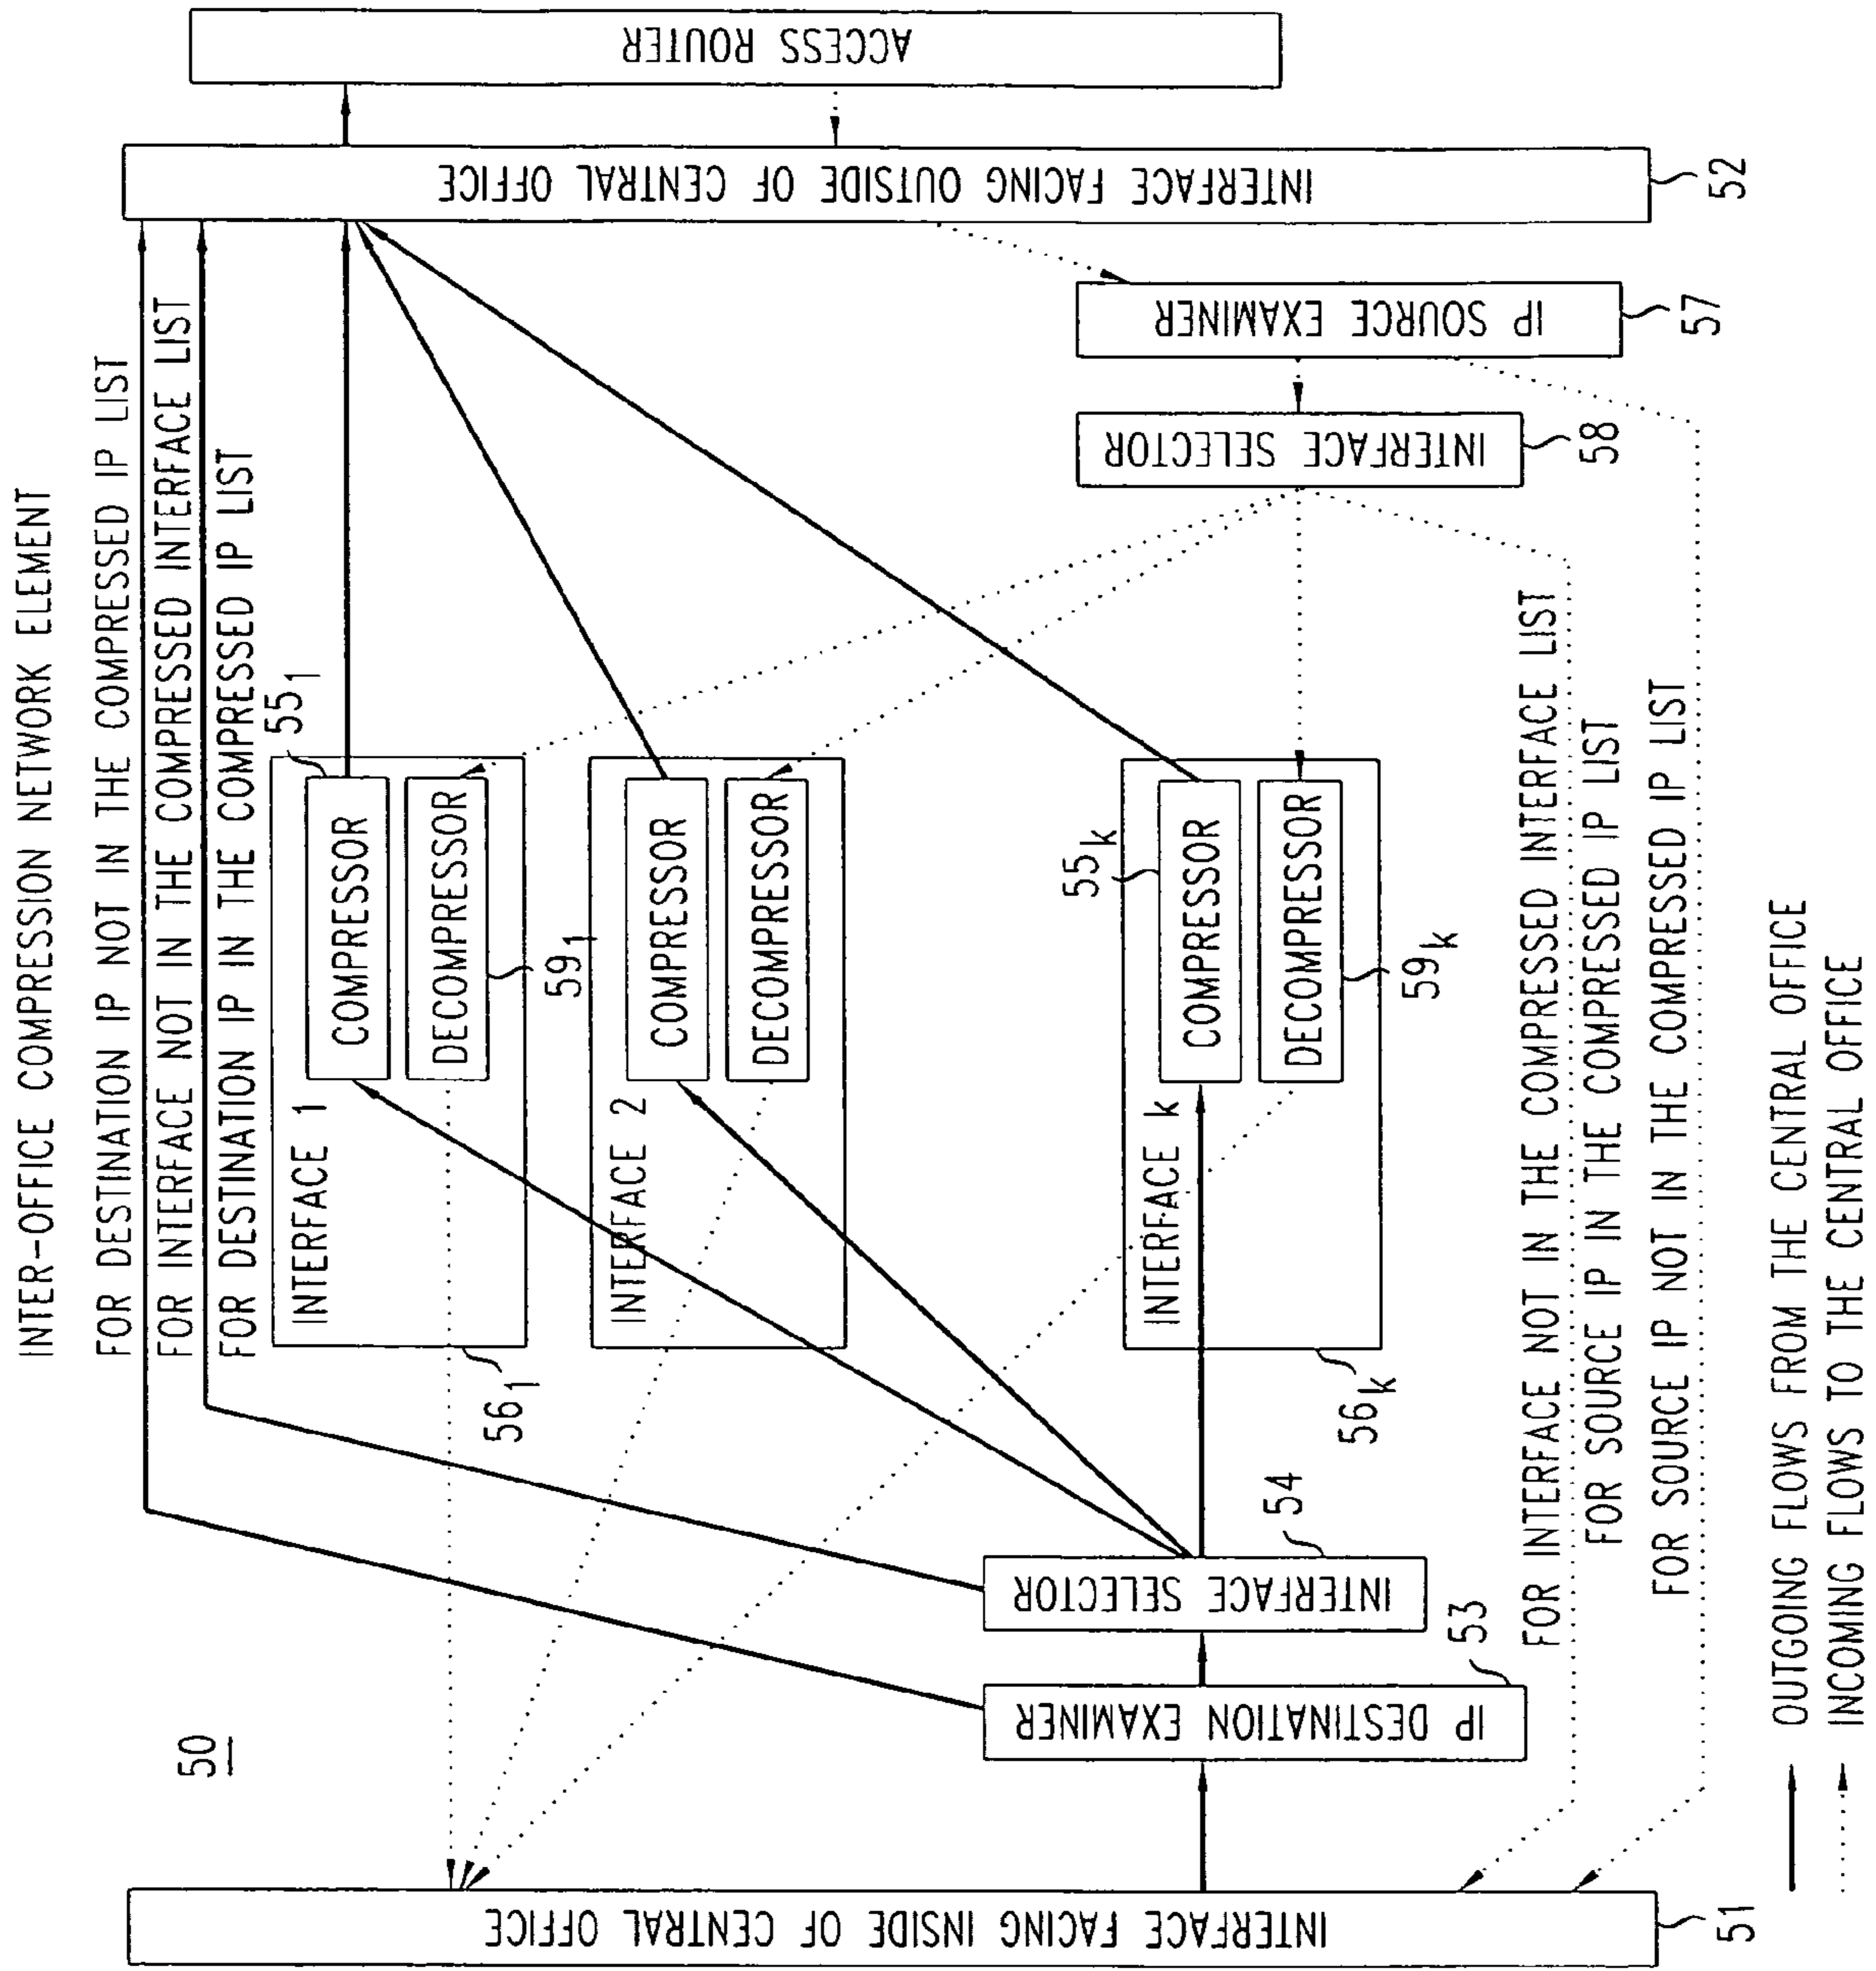 INTER-OFFICE COMPRESSION NETWORK ELEMENT
50
FOR DESTINATION IP NOT IN THE COMPRESSED IP LIST
FOR INTERFACE NOT IN THE COMPRESSED INTERFACE LIST
FOR DESTINATION IP IN THE COMPRESSED IP LIST
INTERFACE FACING INSIDE OF CENTRAL OFFICE
51
IP DESTINATION EXAMINER
53
INTERFACE SELECTOR
54
INTERFACE 1
COMPRESSOR
55₁
DECOMPRESSOR
59₁
56₁
INTERFACE 2
COMPRESSOR
DECOMPRESSOR
INTERFACE k
COMPRESSOR
55k
DECOMPRESSOR
59k
56k
INTERFACE SELECTOR
58
IP SOURCE EXAMINER
57
INTERFACE FACING OUTSIDE OF CENTRAL OFFICE
52
ACCESS ROUTER
FOR INTERFACE NOT IN THE COMPRESSED INTERFACE LIST
FOR SOURCE IP IN THE COMPRESSED IP LIST
FOR SOURCE IP NOT IN THE COMPRESSED IP LIST
OUTGOING FLOWS FROM THE CENTRAL OFFICE
INCOMING FLOWS TO THE CENTRAL OFFICE